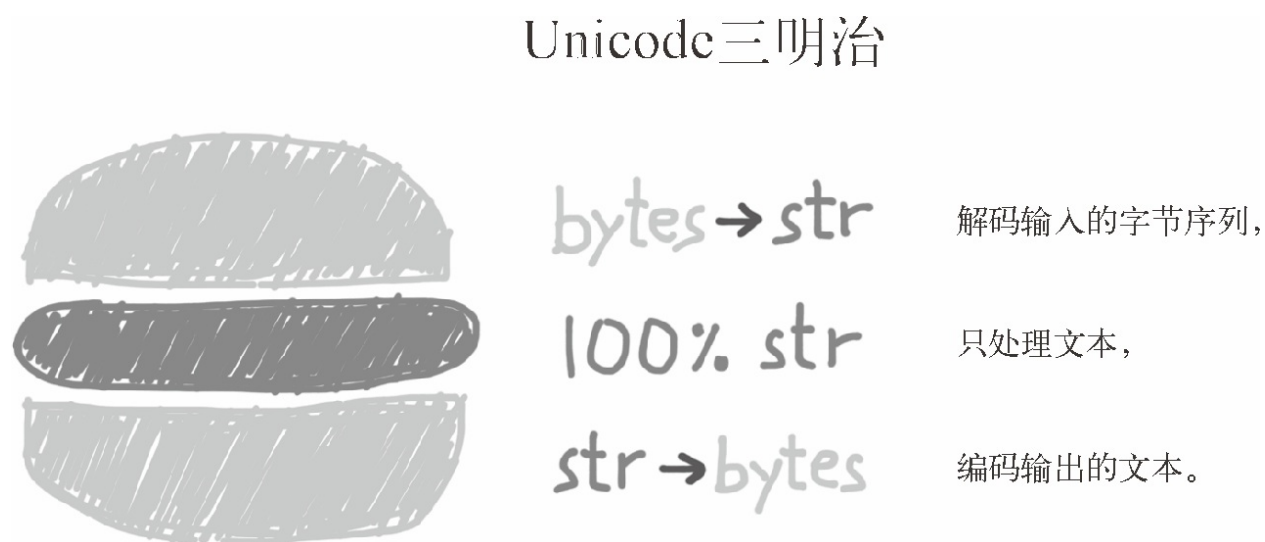 Unicode三明治
bytes→str 解码输入的字节序列，
100% str 只处理文本，
str→bytes 编码输出的文本。